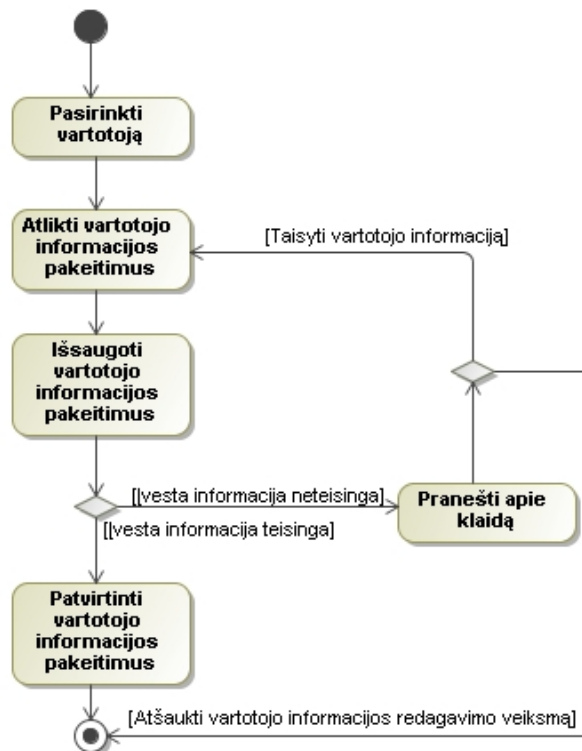 Pasirinkti
vartotoją
Atlikti vartotojo
informacijos
pakeitimus
[Taisyti vartotojo informaciją]
Išsaugoti
vartotojo
informacijos
pakeitimus
[Įvesta informacija neteisinga]
Pranešti apie
klaidą
[Įvesta informacija teisinga]
Patvirtinti
vartotojo
informacijos
pakeitimus
[Atšaukti vartotojo informacijos redagavimo veiksmą]